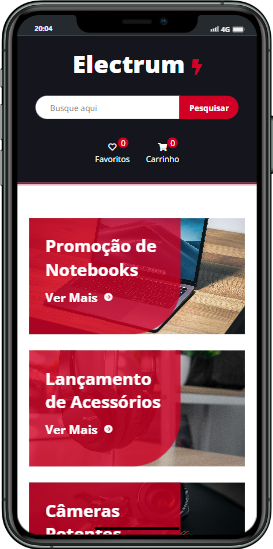 20:04
4G
Electrum
Busque aqui
Pesquisar
0
0
Favoritos
Carrinho
Promoção de
Notebooks
Ver Mais
Lançamento
de Acessórios
Ver Mais
Câmeras
Potentes